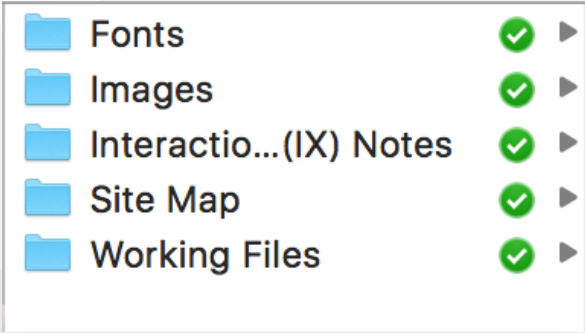 Fonts
Images
Interactio...(IX) Notes
Site Map
Working Files